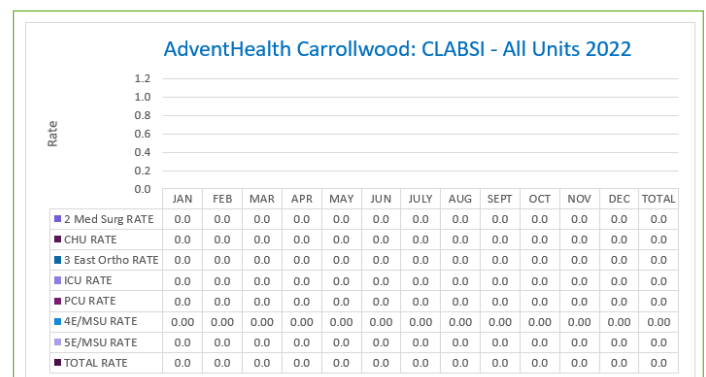 AdventHealth Carrollwood: CLABSI - All Units 2022
1.2
1.0
0.8
0.6
0.4
0.2
0.0
Rate
JAN FEB MAR APR MAY JUN JULY AUG SEPT OCT NOV DEC TOTAL
2 Med Surg RATE 0.0 0.0 0.0 0.0 0.0 0.0 0.0 0.0 0.0 0.0 0.0 0.0 0.0
CHU RATE 0.0 0.0 0.0 0.0 0.0 0.0 0.0 0.0 0.0 0.0 0.0 0.0 0.0
3 East Ortho RATE 0.0 0.0 0.0 0.0 0.0 0.0 0.0 0.0 0.0 0.0 0.0 0.0 0.0
ICU RATE 0.0 0.0 0.0 0.0 0.0 0.0 0.0 0.0 0.0 0.0 0.0 0.0 0.0
PCU RATE 0.0 0.0 0.0 0.0 0.0 0.0 0.0 0.0 0.0 0.0 0.0 0.0 0.0
4E/MSU RATE 0.00 0.00 0.00 0.00 0.00 0.00 0.00 0.00 0.00 0.00 0.00 0.00 0.00
5E/MSU RATE 0.0 0.0 0.0 0.0 0.0 0.0 0.0 0.0 0.0 0.0 0.0 0.0 0.0
TOTAL RATE 0.0 0.0 0.0 0.0 0.0 0.0 0.0 0.0 0.0 0.0 0.0 0.0 0.0